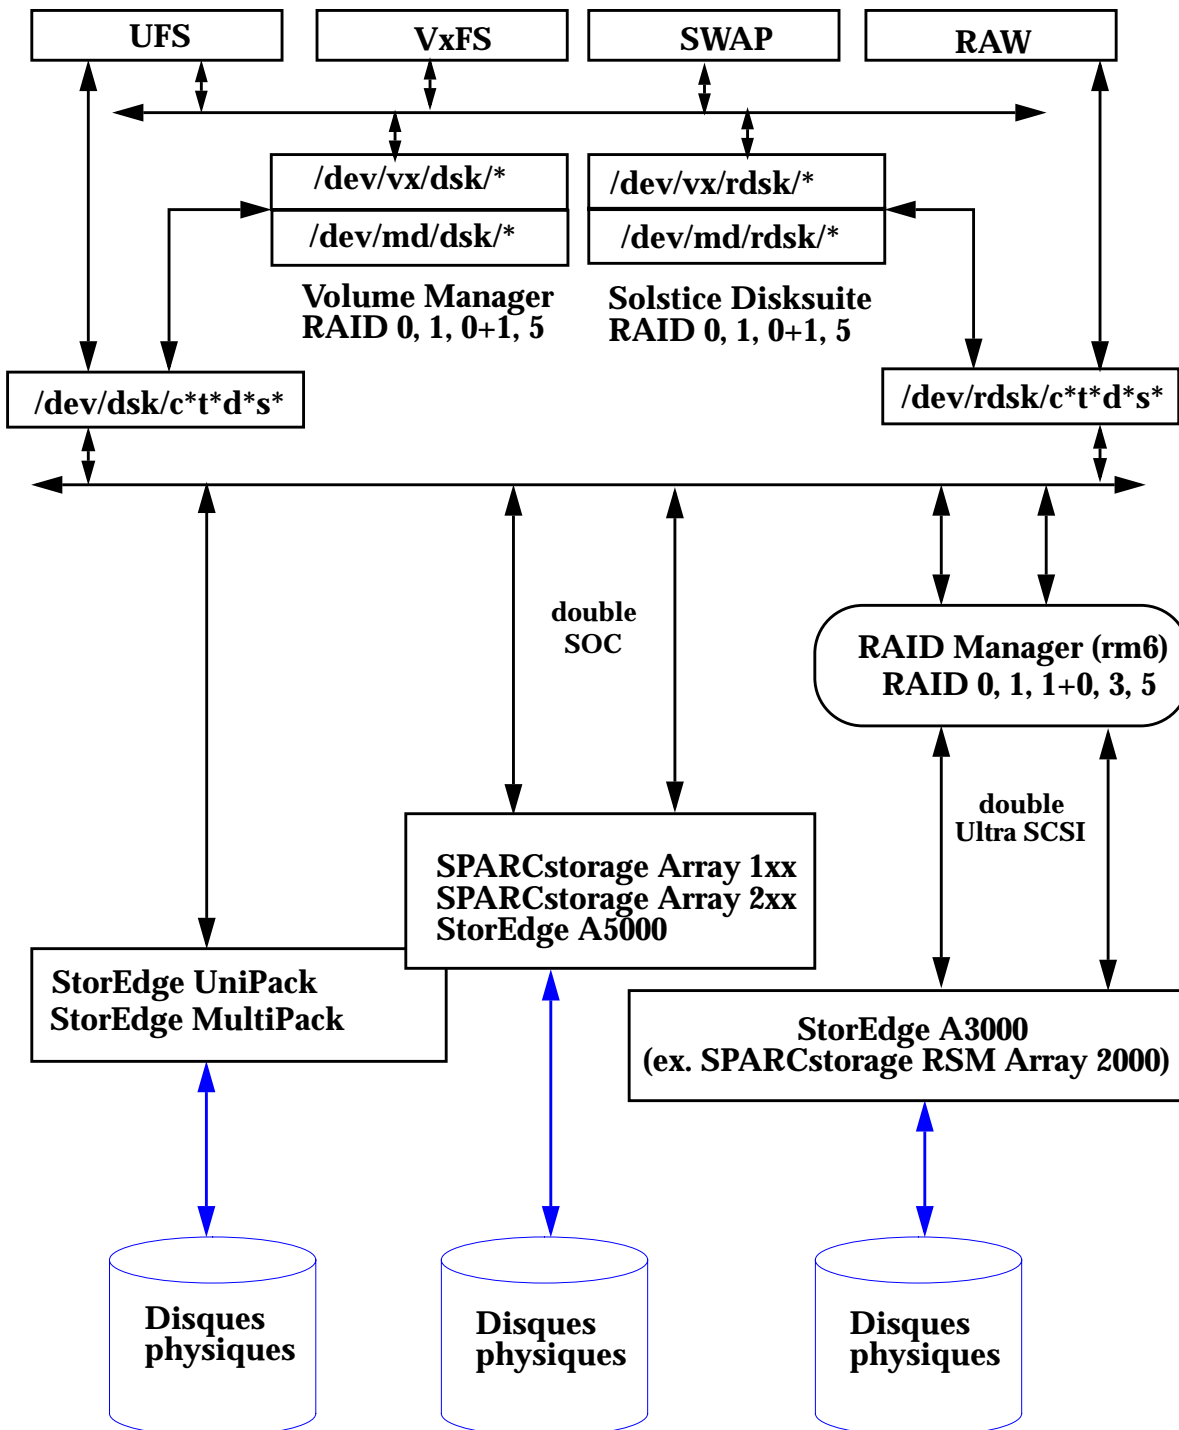 UFS
VxFS
SWAP
RAW
/dev/vx/dsk/*
/dev/vx/rdsk/*
/dev/md/dsk/*
/dev/md/rdsk/*
Volume Manager
RAID 0, 1, 0+1, 5
Solstice Disksuite
RAID 0, 1, 0+1, 5
/dev/dsk/c*t*d*s*
/dev/rdsk/c*t*d*s*
double
SOC
RAID Manager (rm6)
RAID 0, 1, 1+0, 3, 5
double
Ultra SCSI
SPARCstorage Array 1xx
SPARCstorage Array 2xx
StorEdge A5000
StorEdge UniPack
StorEdge MultiPack
StorEdge A3000
(ex. SPARCstorage RSM Array 2000)
Disques
physiques
Disques
physiques
Disques
physiques